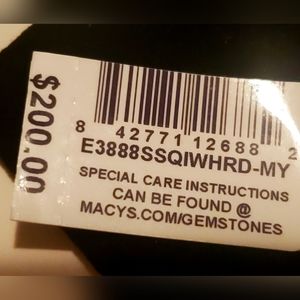 $200.00
8 42771 12688 2
E3888SSQIWHRD-MY
SPECIAL CARE INSTRUCTIONS
CAN BE FOUND @
MACYS.COM/GEMSTONES